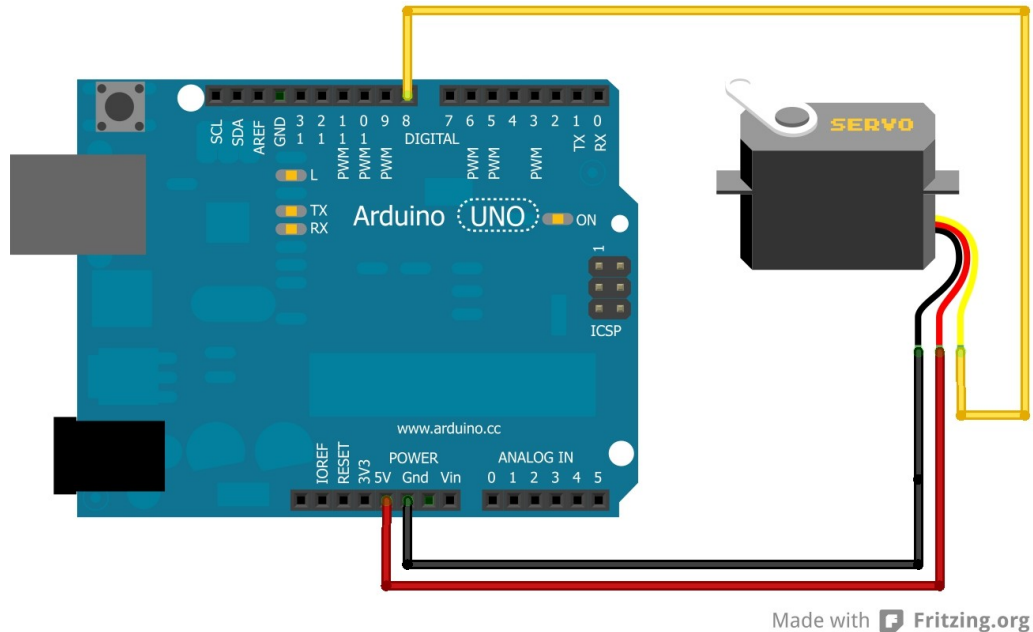 SCL
SDA
AREF
GND
13
12
PWM 11
PWM 10
PWM 9
8
DIGITAL
7
PWM 6
PWM 5
4
PWM 3
2
TX 1
RX 0
L
TX
RX
Arduino UNO
ON
1
ICSP
SERVO
www.arduino.cc
POWER
ANALOG IN
IOREF
RESET
3V3
5V Gnd Vin
0 1 2 3 4 5
Made with Fritzing.org